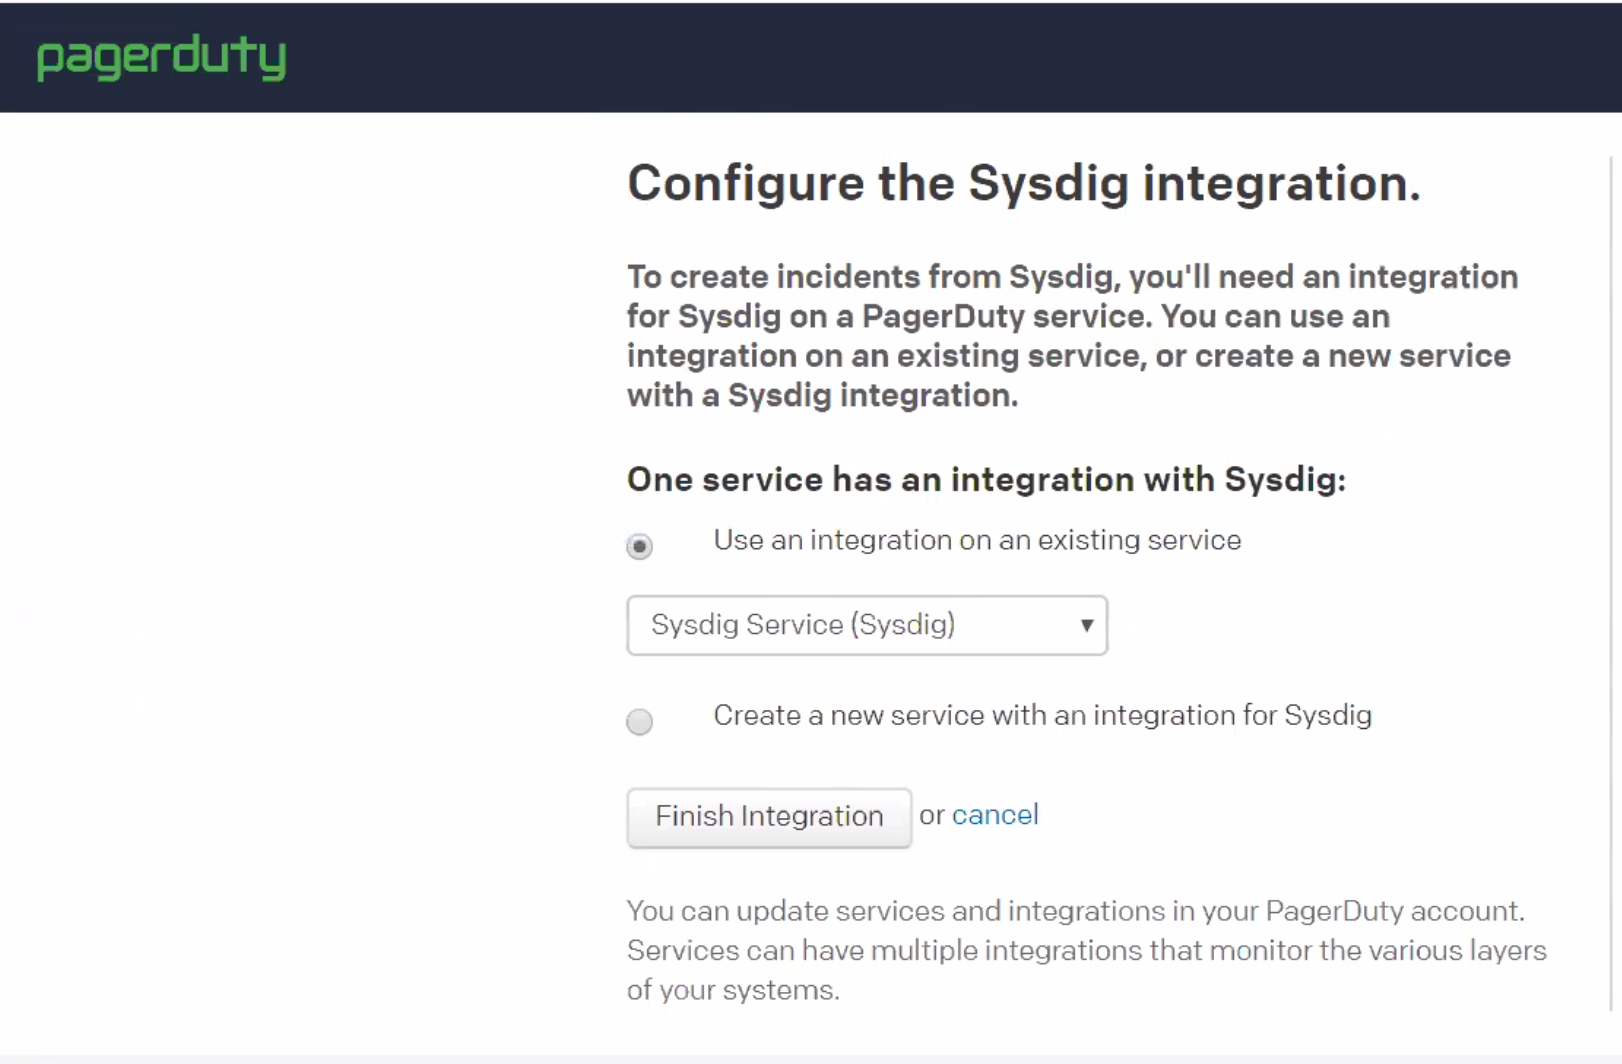 pagerduty
Configure the Sysdig integration.
To create incidents from Sysdig, you'll need an integration
for Sysdig on a PagerDuty service. You can use an
integration on an existing service, or create a new service
with a Sysdig integration.
One service has an integration with Sysdig:
Use an integration on an existing service
Sysdig Service (Sysdig)
Create a new service with an integration for Sysdig
Finish Integration or cancel
You can update services and integrations in your PagerDuty account.
Services can have multiple integrations that monitor the various layers
of your systems.